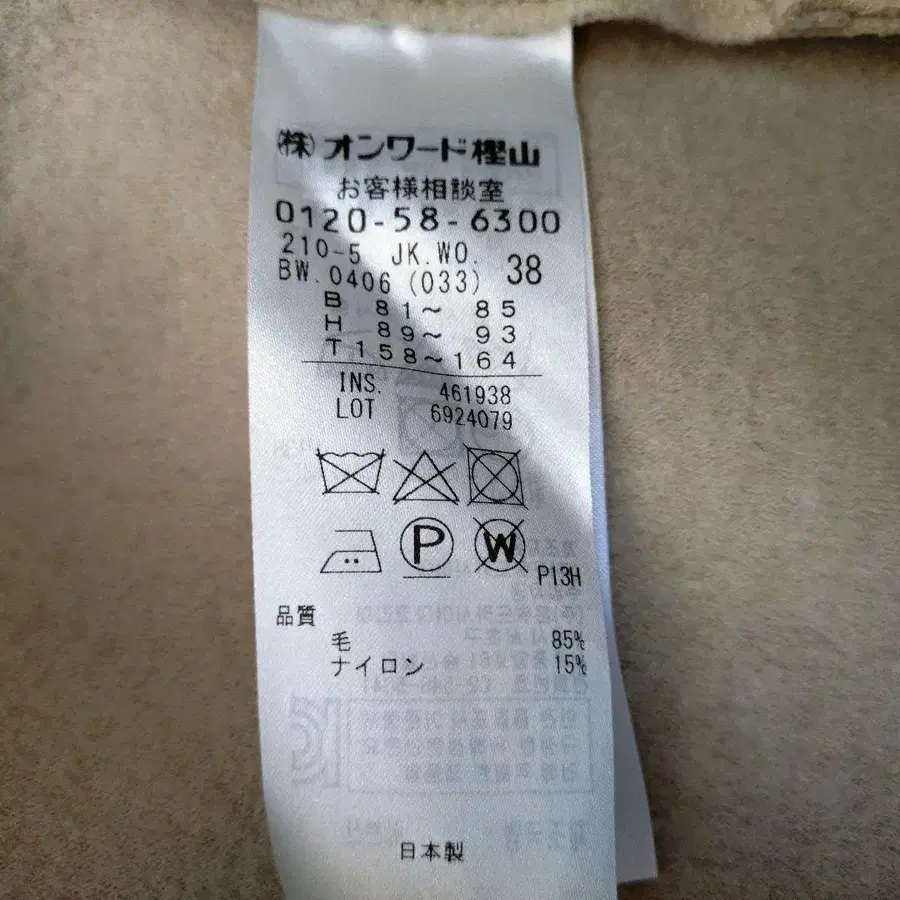 (株)オンワード樫山
お客様相談室
0120-58-6300
210-5 JK.WO. 38
BW.0406 (033)
B 81~ 85
H 89~ 93
T158~164
INS. 461938
LOT 6924079
P W
P13H
品質
毛 85%
ナイロン 15%
日本製